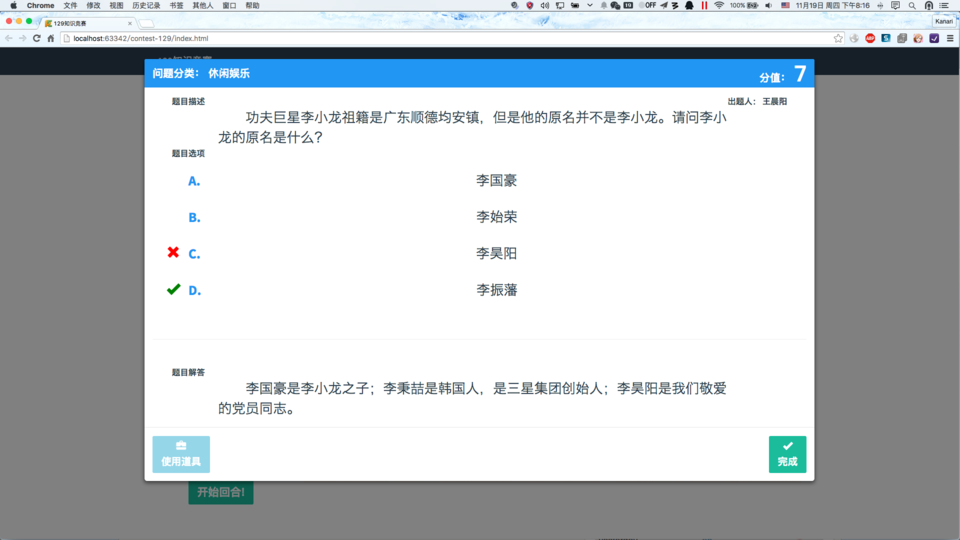 Chrome 文件 修改 视图 历史记录 书签 其他人 窗口 帮助
OFF 100% 11月19日 周四 下午8:16
129知识竞赛
Kanari
localhost:63342/contest-129/index.html
问题分类： 休闲娱乐
分值： 7
题目描述
出题人： 王晨阳
功夫巨星李小龙祖籍是广东顺德均安镇，但是他的原名并不是李小龙。请问李小
龙的原名是什么？
题目选项
A. 李国豪
B. 李始荣
C. 李昊阳
D. 李振藩
题目解答
李国豪是李小龙之子；李秉喆是韩国人，是三星集团创始人；李昊阳是我们敬爱
的党员同志。
使用道具
完成
开始回合!